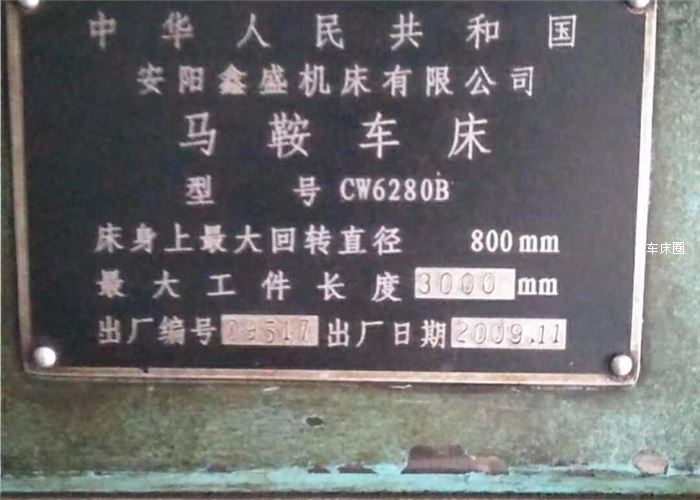 中华人民共和国
安阳鑫盛机床有限公司
马鞍车床
型号 CW6280B
床身上最大回转直径 800mm
最大工件长度 3000 mm
出厂编号 09517 出厂日期 2009.11
车床圈